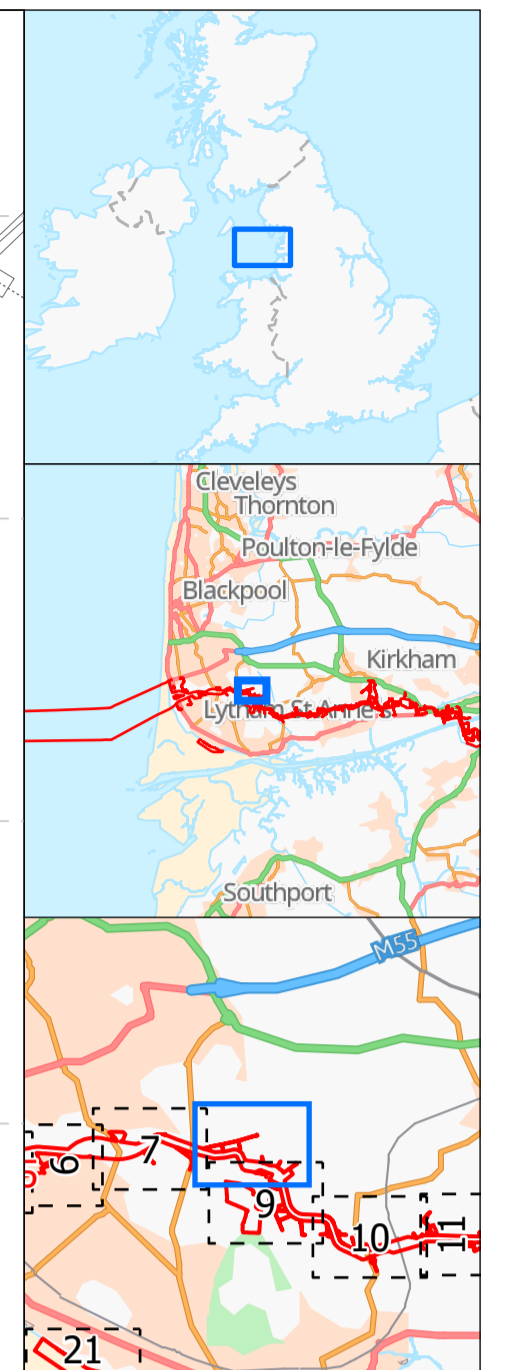 Cleveleys
Thornton
Poulton-le-Fylde
Blackpool
Kirkham
Lytham St Anne's
Southport
M55
7
6
9
10
11
21